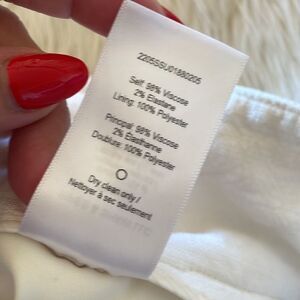 2205SSU01880205
Self: 98% Viscose
2% Elastane
Lining: 100% Polyester
Principal: 98% Viscose
2% Elasthanne
Doublure: 100% Polyester
Dry clean only /
Nettoyer à sec seulement